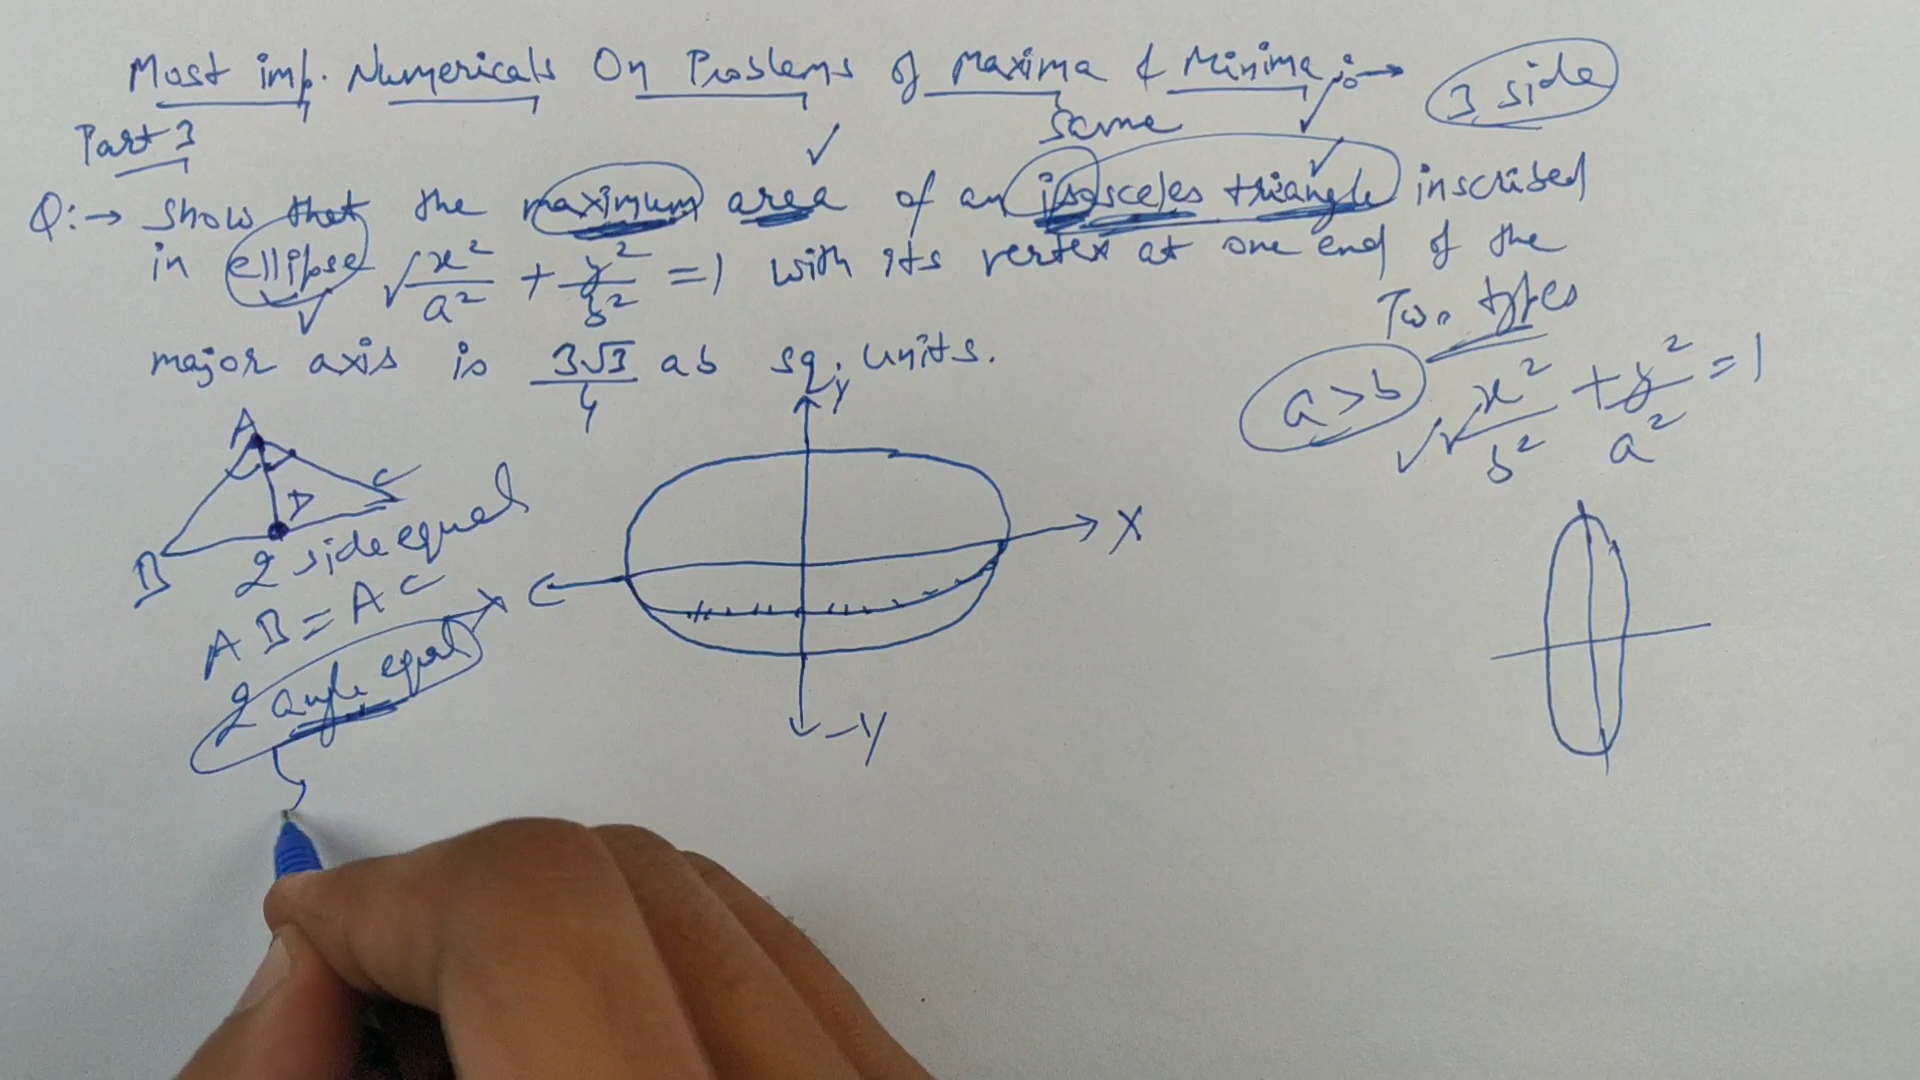 Most imp. Numericals On Problems of Maxima & Minima :→
3 side
Part 3
Same
Q:→ Show that the maximum area of an isosceles triangle inscribed
in ellipse x²/a² + y²/b² = 1 with its vertex at one end of the
major axis is 3√3/4 ab sq. units.
Two types
a>b
x²/b² + y²/a² = 1
A
B
C
D
2 side equal
AB = AC
2 angle equal
Y
X
-Y